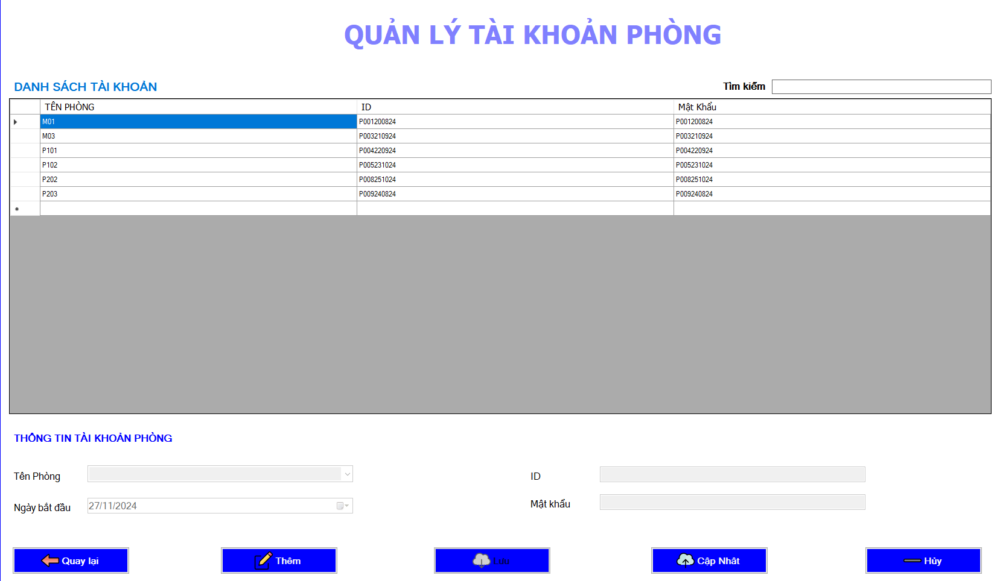 QUẢN LÝ TÀI KHOẢN PHÒNG
DANH SÁCH TÀI KHOẢN
Tìm kiếm
TÊN PHÒNG ID Mật Khẩu
M01 P001200824 P001200824
M03 P003210924 P003210924
P101 P004220924 P004220924
P102 P005231024 P005231024
P202 P008251024 P008251024
P203 P009240824 P009240824
THÔNG TIN TÀI KHOẢN PHÒNG
Tên Phòng ID
Ngày bắt đầu 27/11/2024 Mật khẩu
Quay lại Thêm Lưu Cập Nhât Hủy